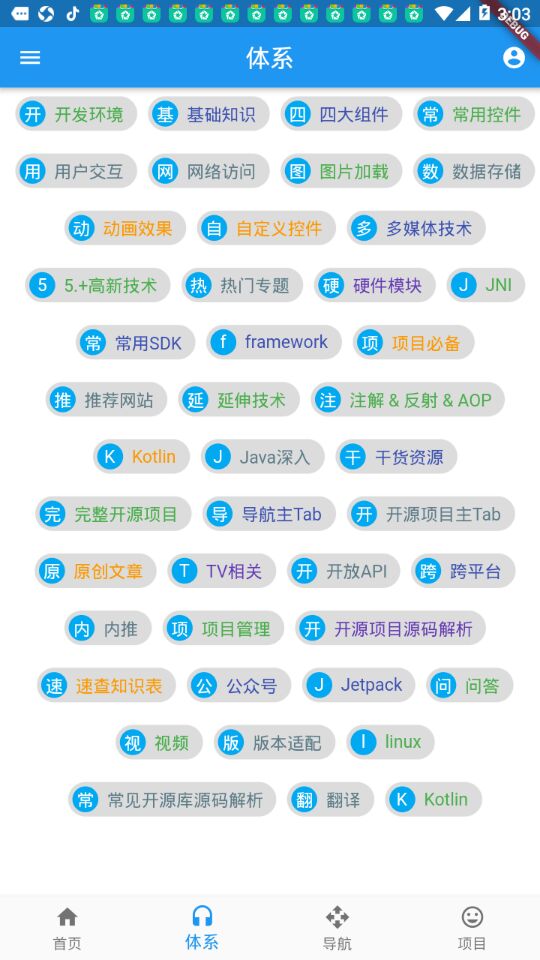 3:03
DEBUG
体系
开 开发环境 基 基础知识 四 四大组件 常 常用控件
用 用户交互 网 网络访问 图 图片加载 数 数据存储
动 动画效果 自 自定义控件 多 多媒体技术
5 5.+高新技术 热 热门专题 硬 硬件模块 J JNI
常 常用SDK f framework 项 项目必备
推 推荐网站 延 延伸技术 注 注解 & 反射 & AOP
K Kotlin J Java深入 干 干货资源
完 完整开源项目 导 导航主Tab 开 开源项目主Tab
原 原创文章 T TV相关 开 开放API 跨 跨平台
内 内推 项 项目管理 开 开源项目源码解析
速 速查知识表 公 公众号 J Jetpack 问 问答
视 视频 版 版本适配 l linux
常 常见开源库源码解析 翻 翻译 K Kotlin
首页 体系 导航 项目